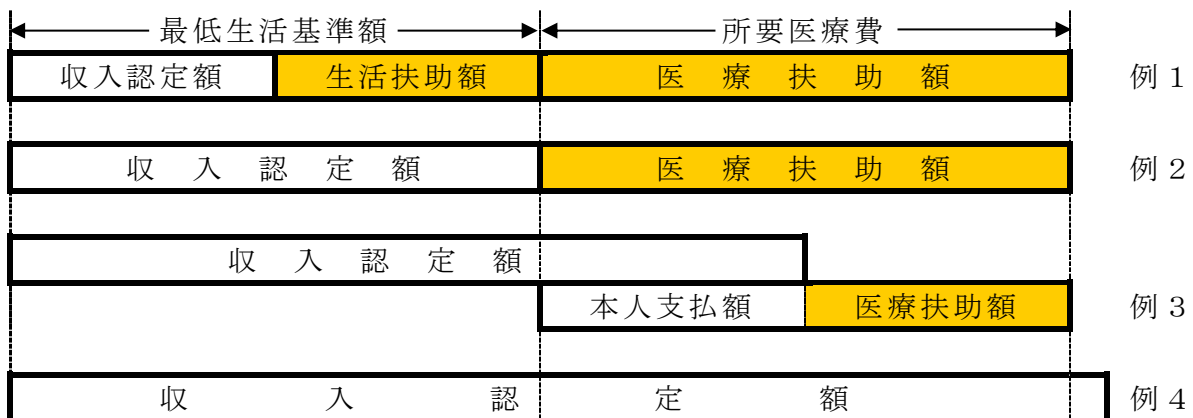 最低生活基準額 所要医療費
収入認定額 生活扶助額 医療扶助額 例1
収入認定額 医療扶助額 例2
収入認定額
本人支払額 医療扶助額 例3
収入認定額 例4